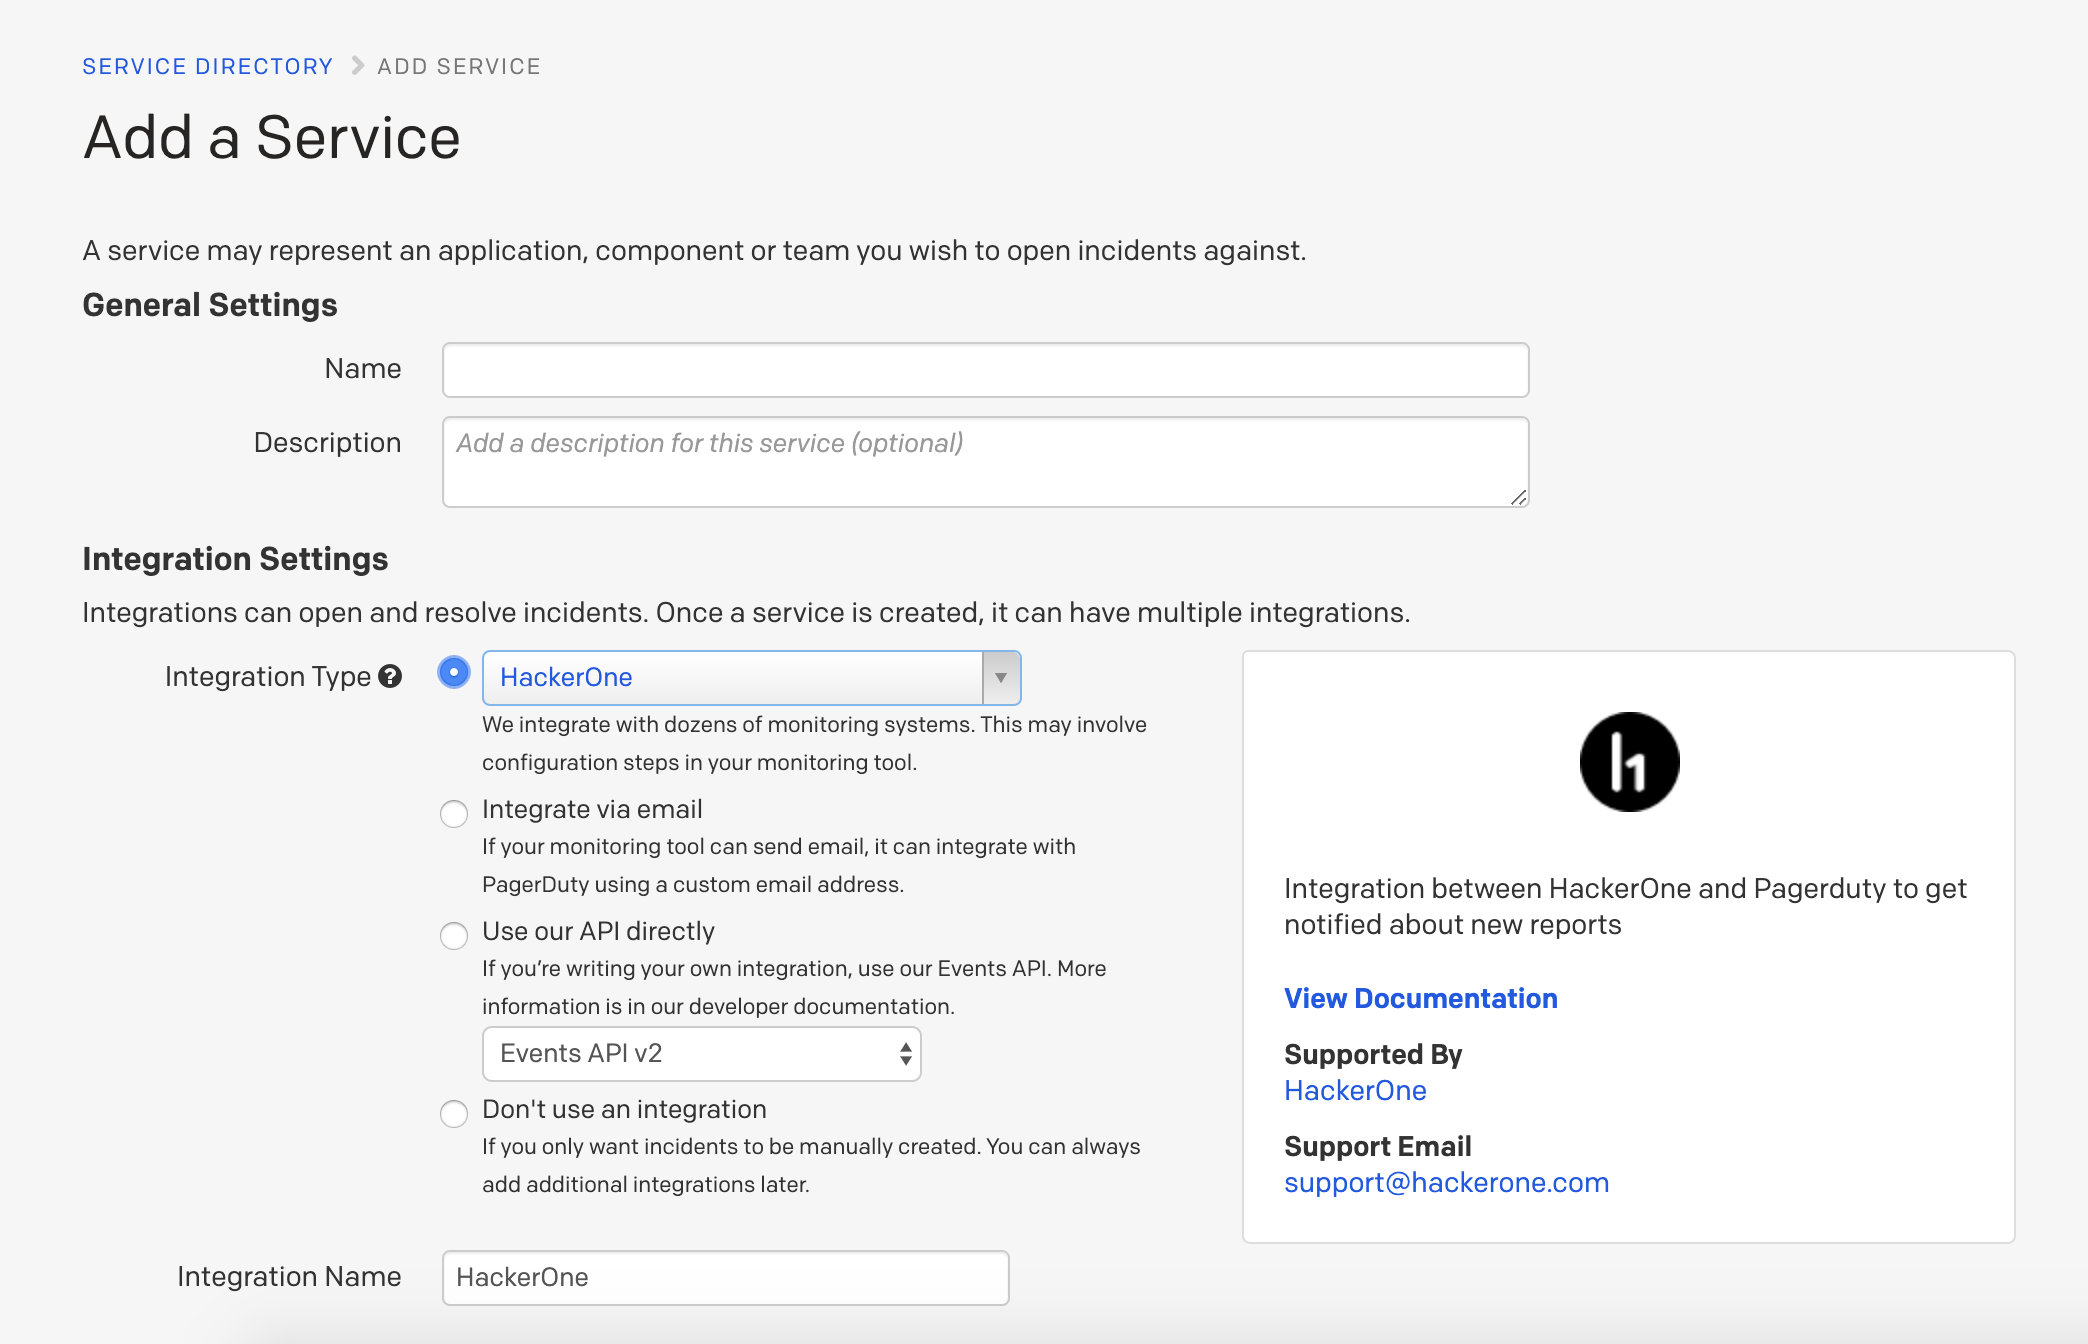 SERVICE DIRECTORY > ADD SERVICE
Add a Service
A service may represent an application, component or team you wish to open incidents against.
General Settings
Name
Description
Add a description for this service (optional)
Integration Settings
Integrations can open and resolve incidents. Once a service is created, it can have multiple integrations.
Integration Type ?
HackerOne
We integrate with dozens of monitoring systems. This may involve
configuration steps in your monitoring tool.
Integrate via email
If your monitoring tool can send email, it can integrate with
PagerDuty using a custom email address.
Use our API directly
If you’re writing your own integration, use our Events API. More
information is in our developer documentation.
Events API v2
Don't use an integration
If you only want incidents to be manually created. You can always
add additional integrations later.
Integration Name
HackerOne
h1
Integration between HackerOne and Pagerduty to get
notified about new reports
View Documentation
Supported By
HackerOne
Support Email
support@hackerone.com